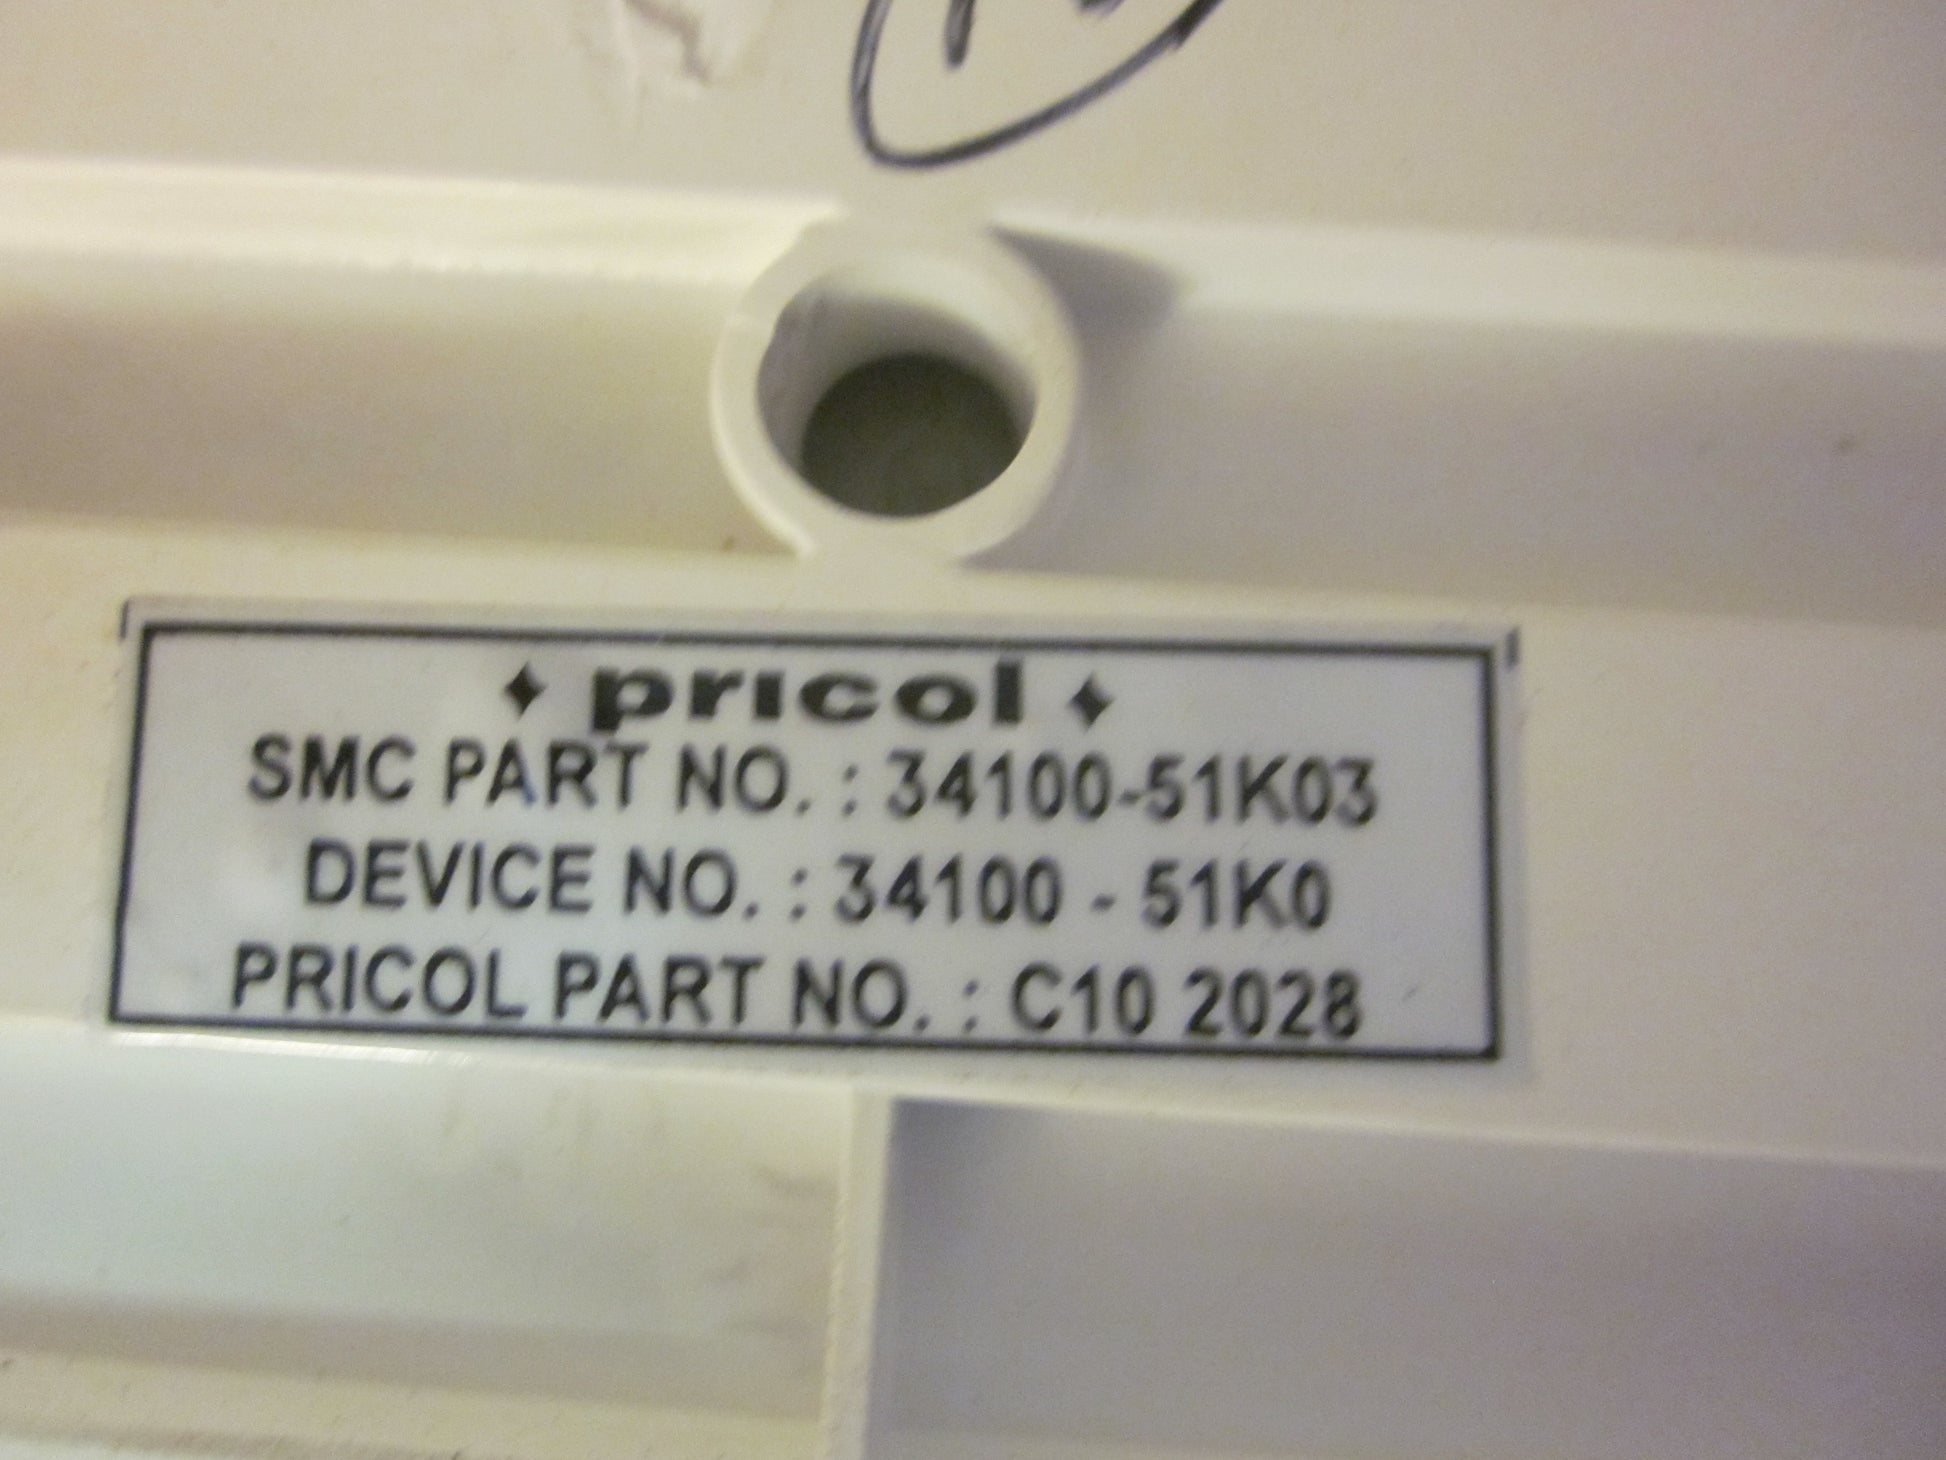 pricol
SMC PART NO. : 34100-51K03
DEVICE NO. : 34100 - 51K0
PRICOL PART NO. : C10 2028